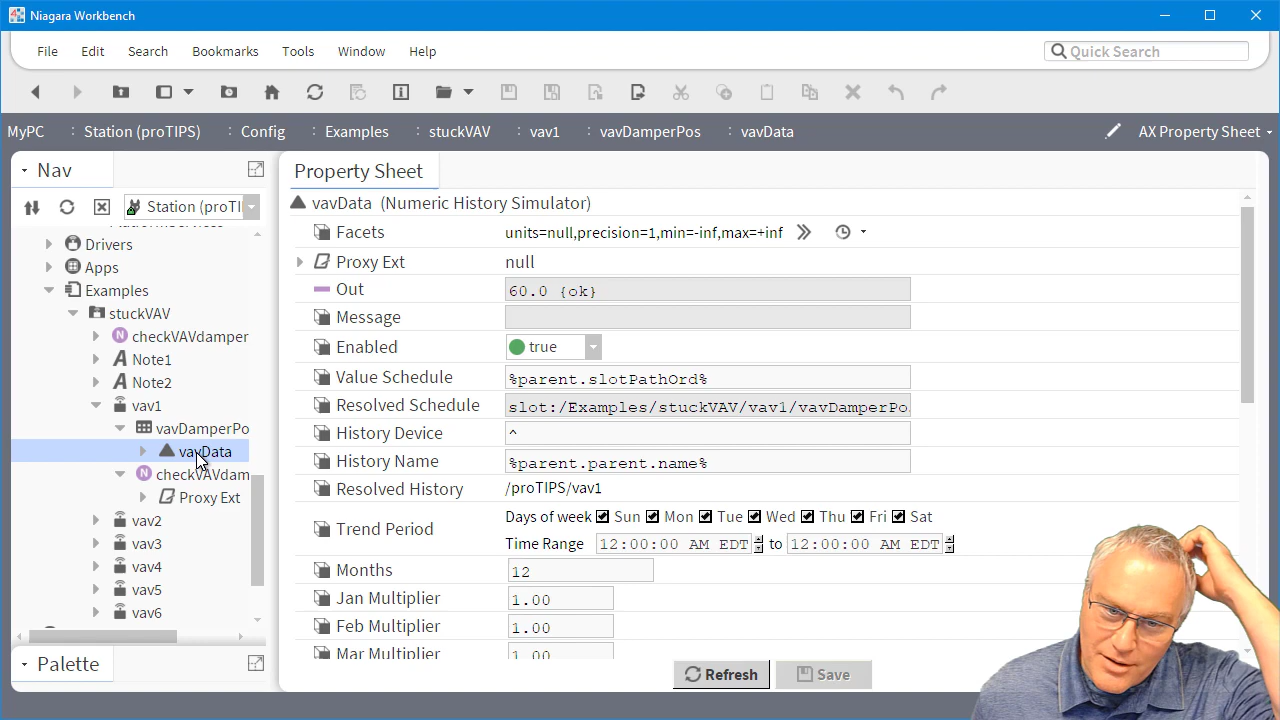 Niagara Workbench
File Edit Search Bookmarks Tools Window Help
Quick Search
MyPC : Station (proTIPS) : Config : Examples : stuckVAV : vav1 : vavDamperPos : vavData
AX Property Sheet
Nav
Station (proTI
Drivers
Apps
Examples
stuckVAV
checkVAVdamper
Note1
Note2
vav1
vavDamperPo
vavData
checkVAVdam
Proxy Ext
vav2
vav3
vav4
vav5
vav6
Palette
Property Sheet
vavData (Numeric History Simulator)
Facets units=null,precision=1,min=-inf,max=+inf
Proxy Ext null
Out 60.0 {ok}
Message
Enabled true
Value Schedule %parent.slotPathOrd%
Resolved Schedule slot:/Examples/stuckVAV/vav1/vavDamperPo
History Device ^
History Name %parent.parent.name%
Resolved History /proTIPS/vav1
Trend Period Days of week Sun Mon Tue Wed Thu Fri Sat
Time Range 12:00:00 AM EDT to 12:00:00 AM EDT
Months 12
Jan Multiplier 1.00
Feb Multiplier 1.00
Mar Multiplier 1.00
Refresh Save